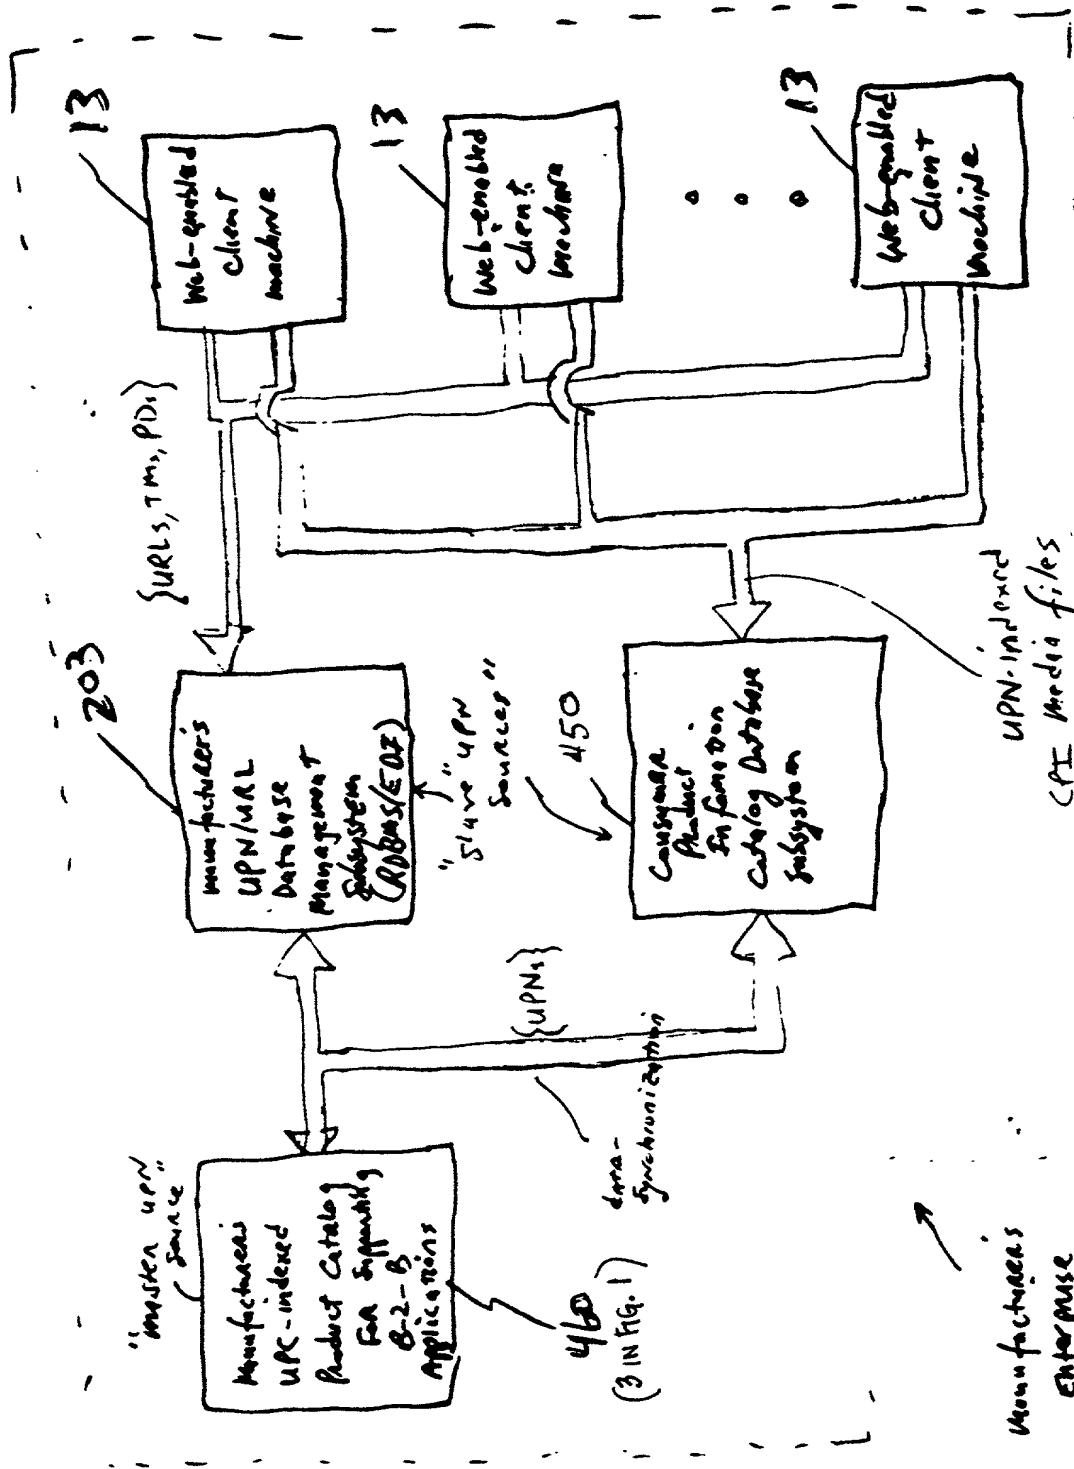 "master UPN
source"
Manufacturers
UPC-indexed
Product Catalog
For Supporting
B-2-B
Applications
460
(3 IN FIG. 1)
data-
synchronization
{UPNs}
203
manufacturers
UPN/URL
Database
Management
Subsystem
(RDBMS/EDI)
"slave" UPN
sources"
450
Consumer
Product
Information
Catalog Database
Subsystem
{URLs, TMs, PDs}
UPN-indexed
CPI media files
13
Web-enabled
Client
machine
13
Web-enabled
Client
machine
13
Web-enabled
Client
machine
manufacturers
Enterprise